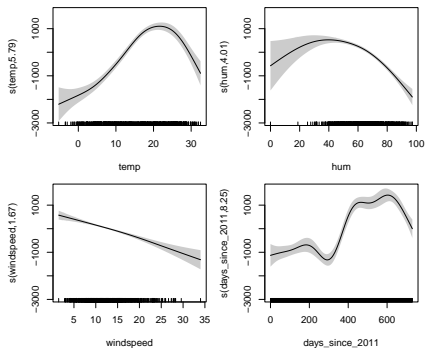 s(temp,5.79)
-3000 -1000 1000
0 10 20 30
temp
s(hum,4.01)
-3000 -1000 1000
0 20 40 60 80 100
hum
s(windspeed,1.67)
-3000 -1000 1000
5 10 15 20 25 30 35
windspeed
s(days_since_2011,8.25)
-3000 -1000 1000
0 200 400 600
days_since_2011